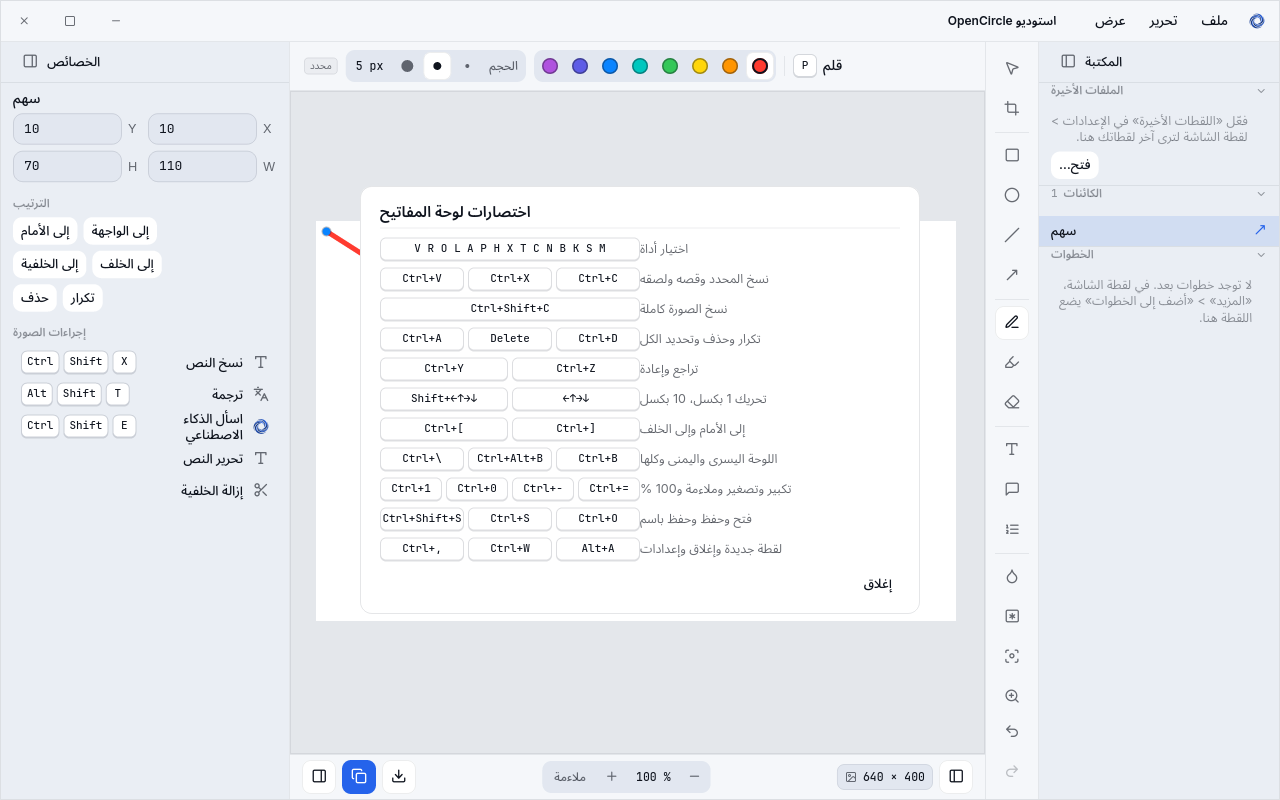 ملف
تحرير
عرض
استوديو OpenCircle
المكتبة
الملفات الأخيرة
فعّل «اللقطات الأخيرة» في الإعدادات >
لقطة الشاشة لترى آخر لقطاتك هنا.
فتح...
الكائنات 1
سهم
الخطوات
لا توجد خطوات بعد. في لقطة الشاشة،
«المزيد» > «أضف إلى الخطوات» يضع
اللقطة هنا.
قلم P
الحجم
5 px
محدد
اختصارات لوحة المفاتيح
اختيار أداة V R O L A P H X T C N B K S M
نسخ المحدد وقصه ولصقه Ctrl+C Ctrl+X Ctrl+V
نسخ الصورة كاملة Ctrl+Shift+C
تكرار وحذف وتحديد الكل Ctrl+D Delete Ctrl+A
تراجع وإعادة Ctrl+Z Ctrl+Y
تحريك 1 بكسل، 10 بكسل ←↑→↓ Shift+←↑→↓
إلى الأمام وإلى الخلف Ctrl+] Ctrl+[
اللوحة اليسرى واليمنى وكلها Ctrl+B Ctrl+Alt+B Ctrl+\
تكبير وتصغير وملاءمة و100 % Ctrl+= Ctrl+- Ctrl+0 Ctrl+1
فتح وحفظ وحفظ باسم Ctrl+O Ctrl+S Ctrl+Shift+S
لقطة جديدة وإغلاق وإعدادات Alt+A Ctrl+W Ctrl+,
إغلاق
640 × 400
100 %
ملاءمة
الخصائص
سهم
X 10 Y 10
W 110 H 70
الترتيب
إلى الواجهة إلى الأمام
إلى الخلف إلى الخلفية
تكرار حذف
إجراءات الصورة
نسخ النص Ctrl Shift X
ترجمة Alt Shift T
اسأل الذكاء
الاصطناعي Ctrl Shift E
تحرير النص
إزالة الخلفية